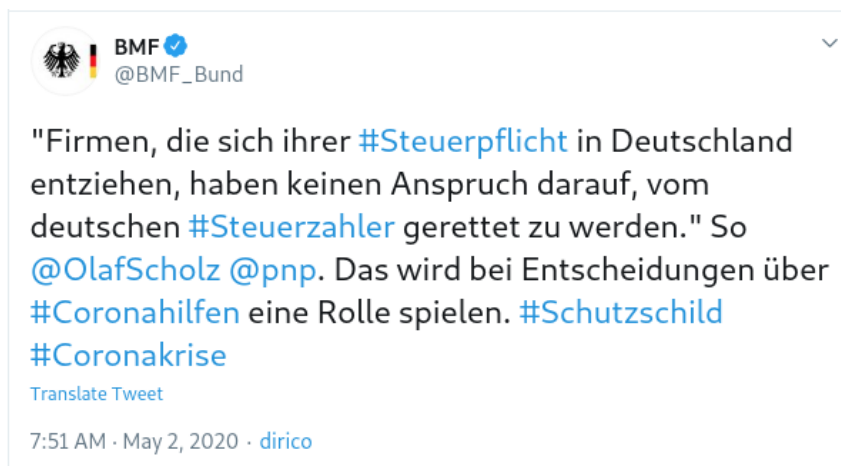 BMF
@BMF_Bund
"Firmen, die sich ihrer #Steuerpflicht in Deutschland
entziehen, haben keinen Anspruch darauf, vom
deutschen #Steuerzahler gerettet zu werden." So
@OlafScholz @pnp. Das wird bei Entscheidungen über
#Coronahilfen eine Rolle spielen. #Schutzschild
#Coronakrise
Translate Tweet
7:51 AM · May 2, 2020 · dirico